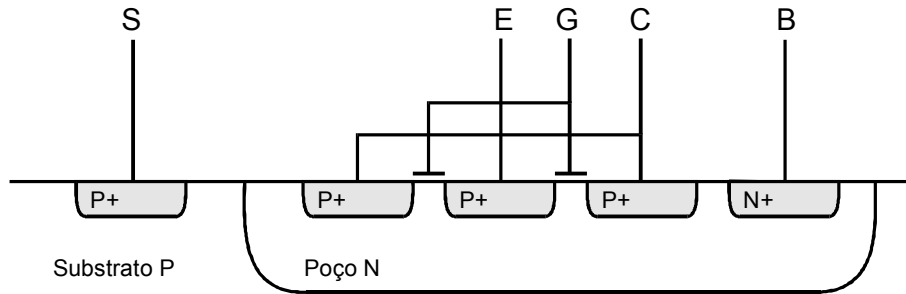 S E G C B
P+ P+ P+ P+ N+
Substrato P Poço N